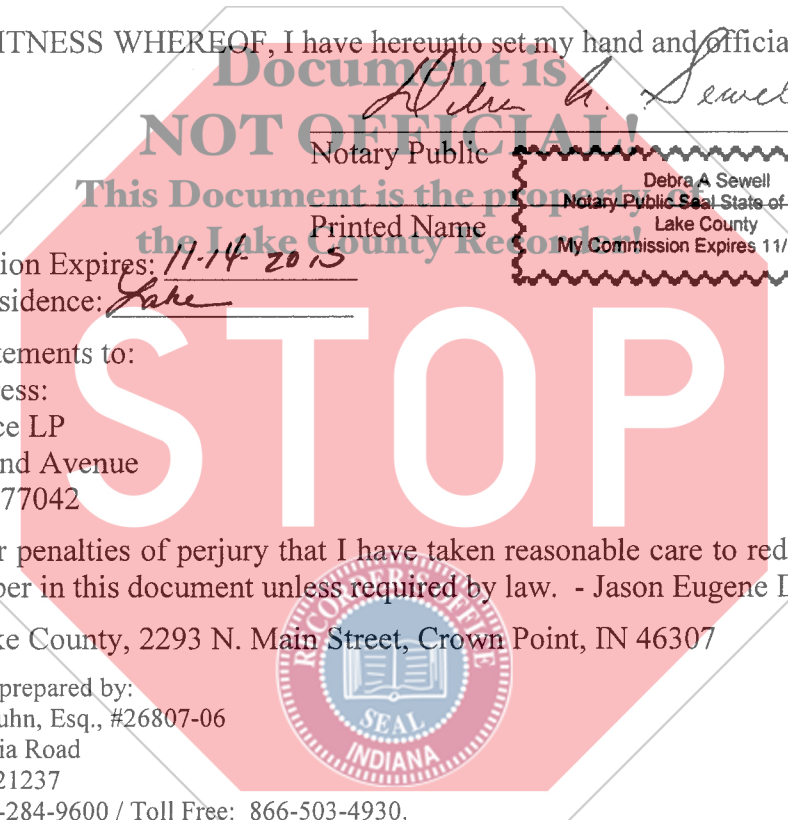 ITNESS WHEREOF, I have hereunto set my hand and official
Document is
Debra A. Sewell
NOT OFFICIAL!
Notary Public
This Document is the property of
Debra A Sewell
Notary Public Seal State of
Printed Name
Lake County
the Lake County Recorder!
My Commission Expires 11/
ion Expires: 11-14-2015
sidence: Lake
STOP
tements to:
ess:
ce LP
nd Avenue
77042
r penalties of perjury that I have taken reasonable care to red
ber in this document unless required by law. - Jason Eugene D
RECORDER'S OFFICE
ke County, 2293 N. Main Street, Crown Point, IN 46307
prepared by:
uhn, Esq., #26807-06
SEAL
ia Road
INDIANA
21237
-284-9600 / Toll Free: 866-503-4930.